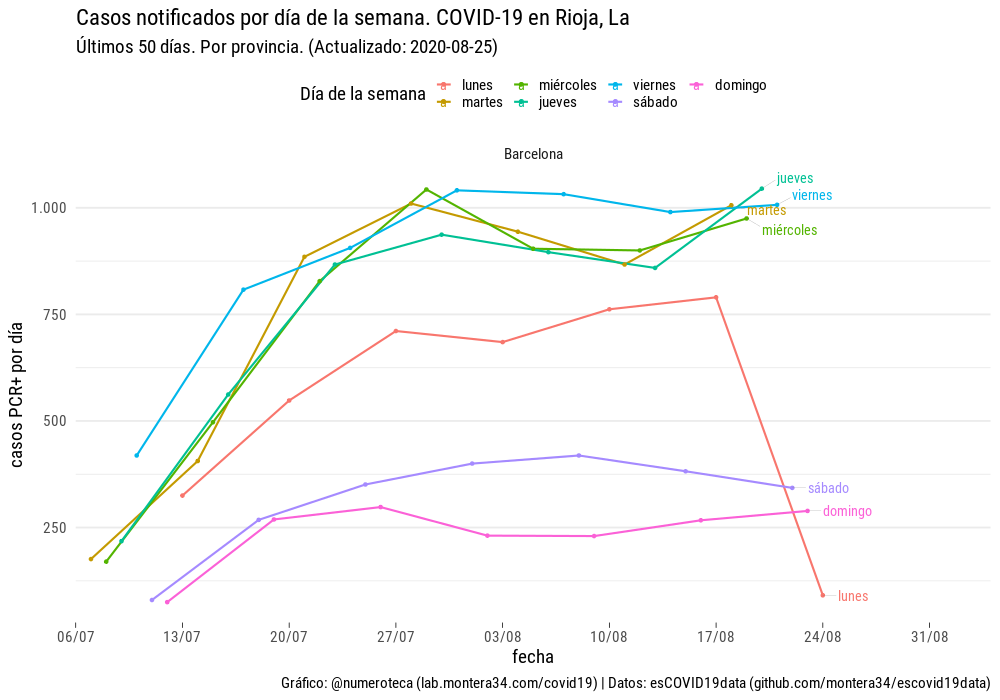 Casos notificados por día de la semana. COVID-19 en Rioja, La
Últimos 50 días. Por provincia. (Actualizado: 2020-08-25)
Día de la semana
lunes miércoles viernes domingo
martes jueves sábado
Barcelona
casos PCR+ por día
1.000
750
500
250
jueves
viernes
martes
miércoles
sábado
domingo
lunes
06/07 13/07 20/07 27/07 03/08 10/08 17/08 24/08 31/08
fecha
Gráfico: @numeroteca (lab.montera34.com/covid19) | Datos: esCOVID19data (github.com/montera34/escovid19data)